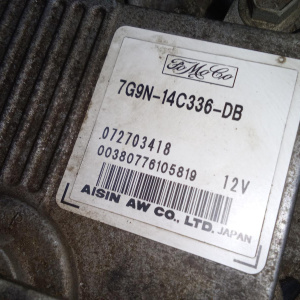 FoMoCo
7G9N-14C336-DB
072703418
00380776105819
12V
AISIN AW CO., LTD. JAPAN